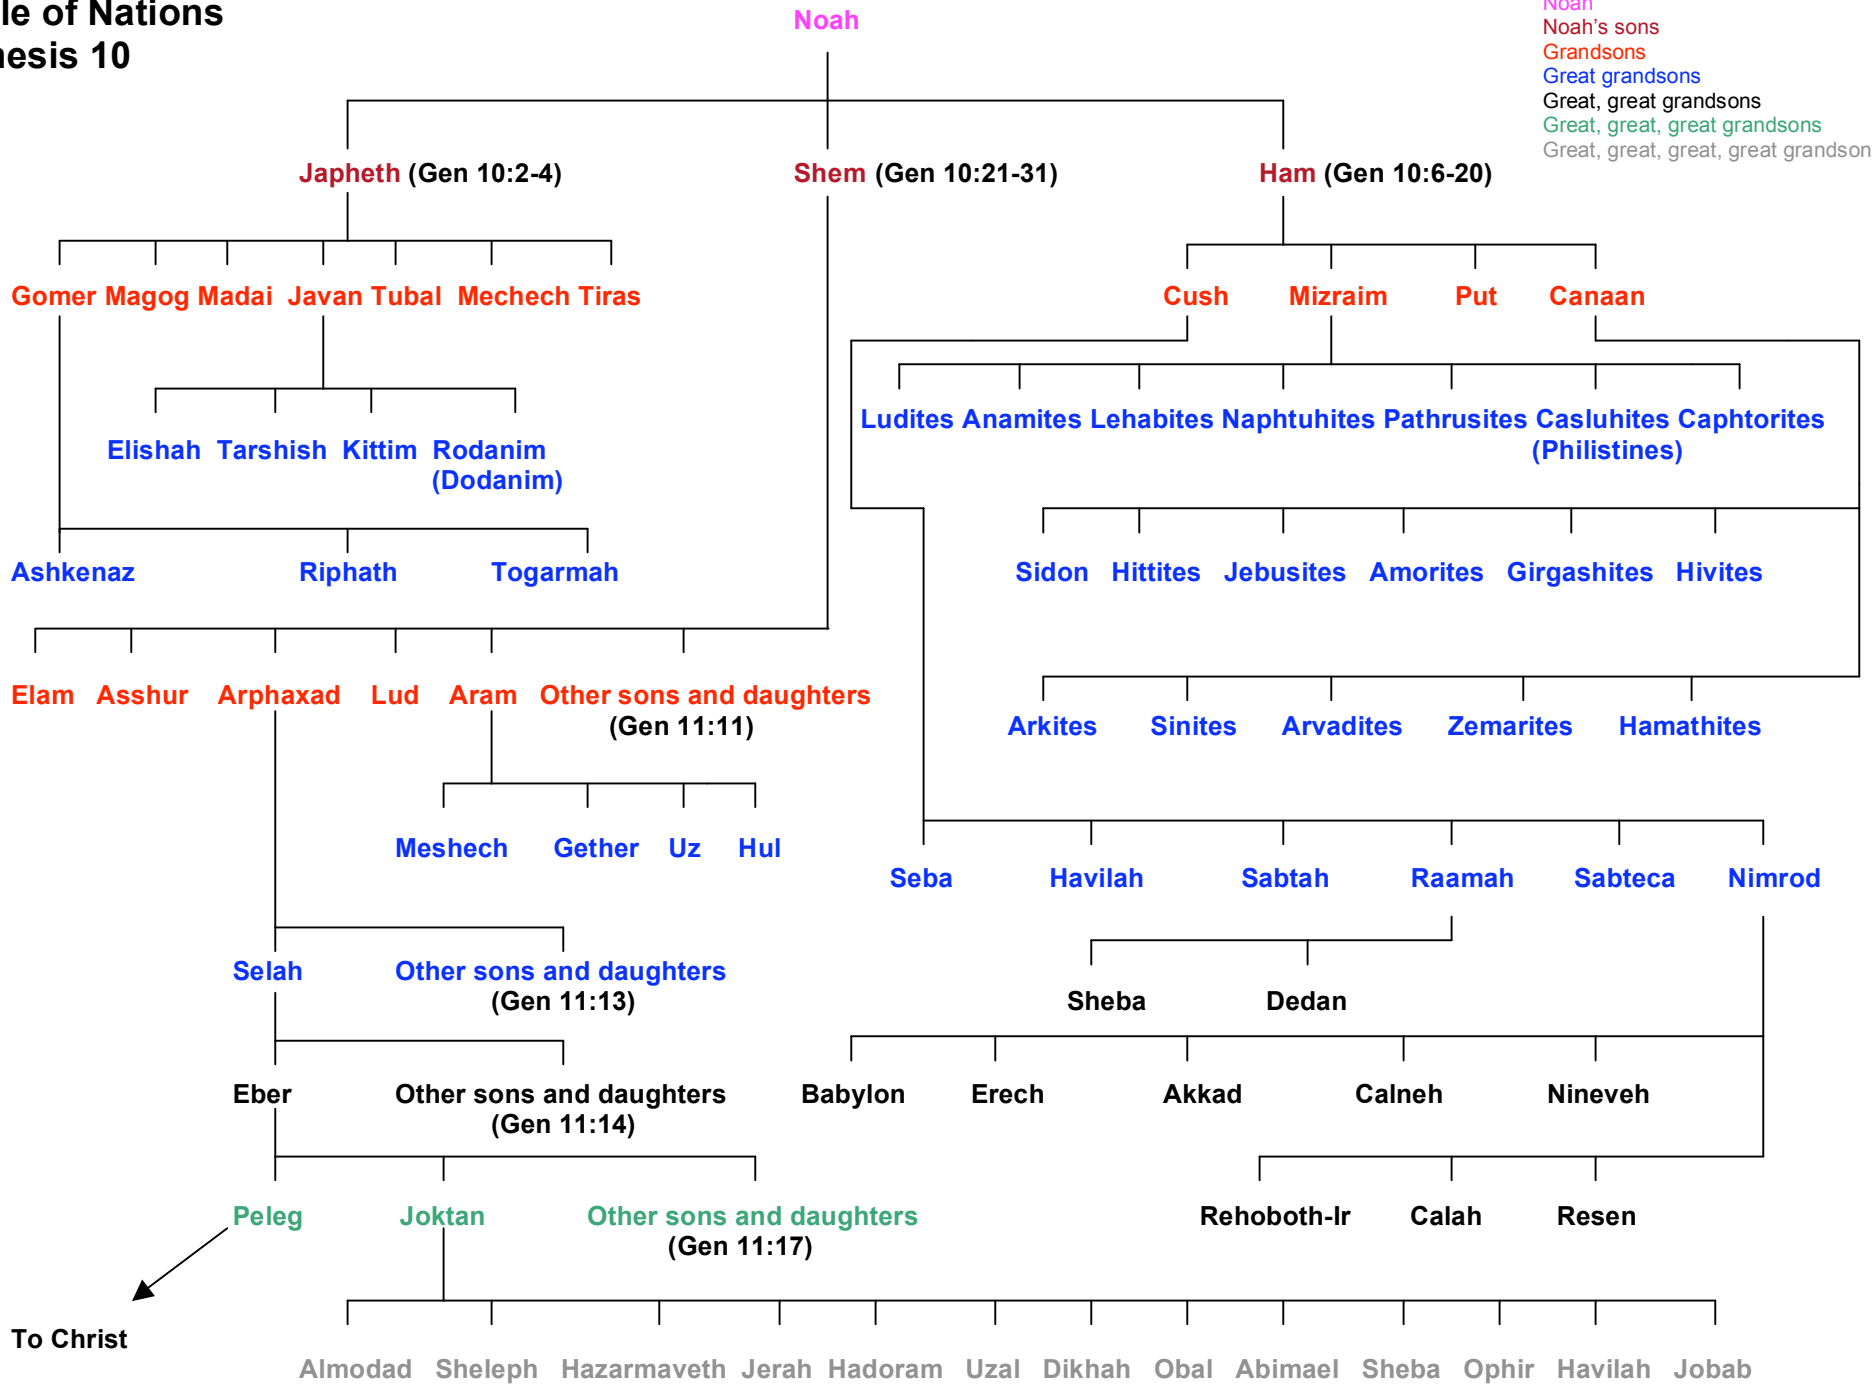 le of Nations
esis 10
Noah
Noah
Noah's sons
Grandsons
Great grandsons
Great, great grandsons
Great, great, great grandsons
Great, great, great, great grandson
Japheth (Gen 10:2-4)
Shem (Gen 10:21-31)
Ham (Gen 10:6-20)
Gomer Magog Madai Javan Tubal Mechech Tiras
Cush Mizraim Put Canaan
Ludites Anamites Lehabites Naphtuhites Pathrusites Casluhites Caphtorites
(Philistines)
Elishah Tarshish Kittim Rodanim
(Dodanim)
Ashkenaz Riphath Togarmah
Sidon Hittites Jebusites Amorites Girgashites Hivites
Elam Asshur Arphaxad Lud Aram Other sons and daughters
(Gen 11:11)
Arkites Sinites Arvadites Zemarites Hamathites
Meshech Gether Uz Hul
Seba Havilah Sabtah Raamah Sabteca Nimrod
Selah Other sons and daughters
(Gen 11:13)
Sheba Dedan
Eber Other sons and daughters
(Gen 11:14)
Babylon Erech Akkad Calneh Nineveh
Peleg Joktan Other sons and daughters
(Gen 11:17)
Rehoboth-Ir Calah Resen
To Christ
Almodad Sheleph Hazarmaveth Jerah Hadoram Uzal Dikhah Obal Abimael Sheba Ophir Havilah Jobab